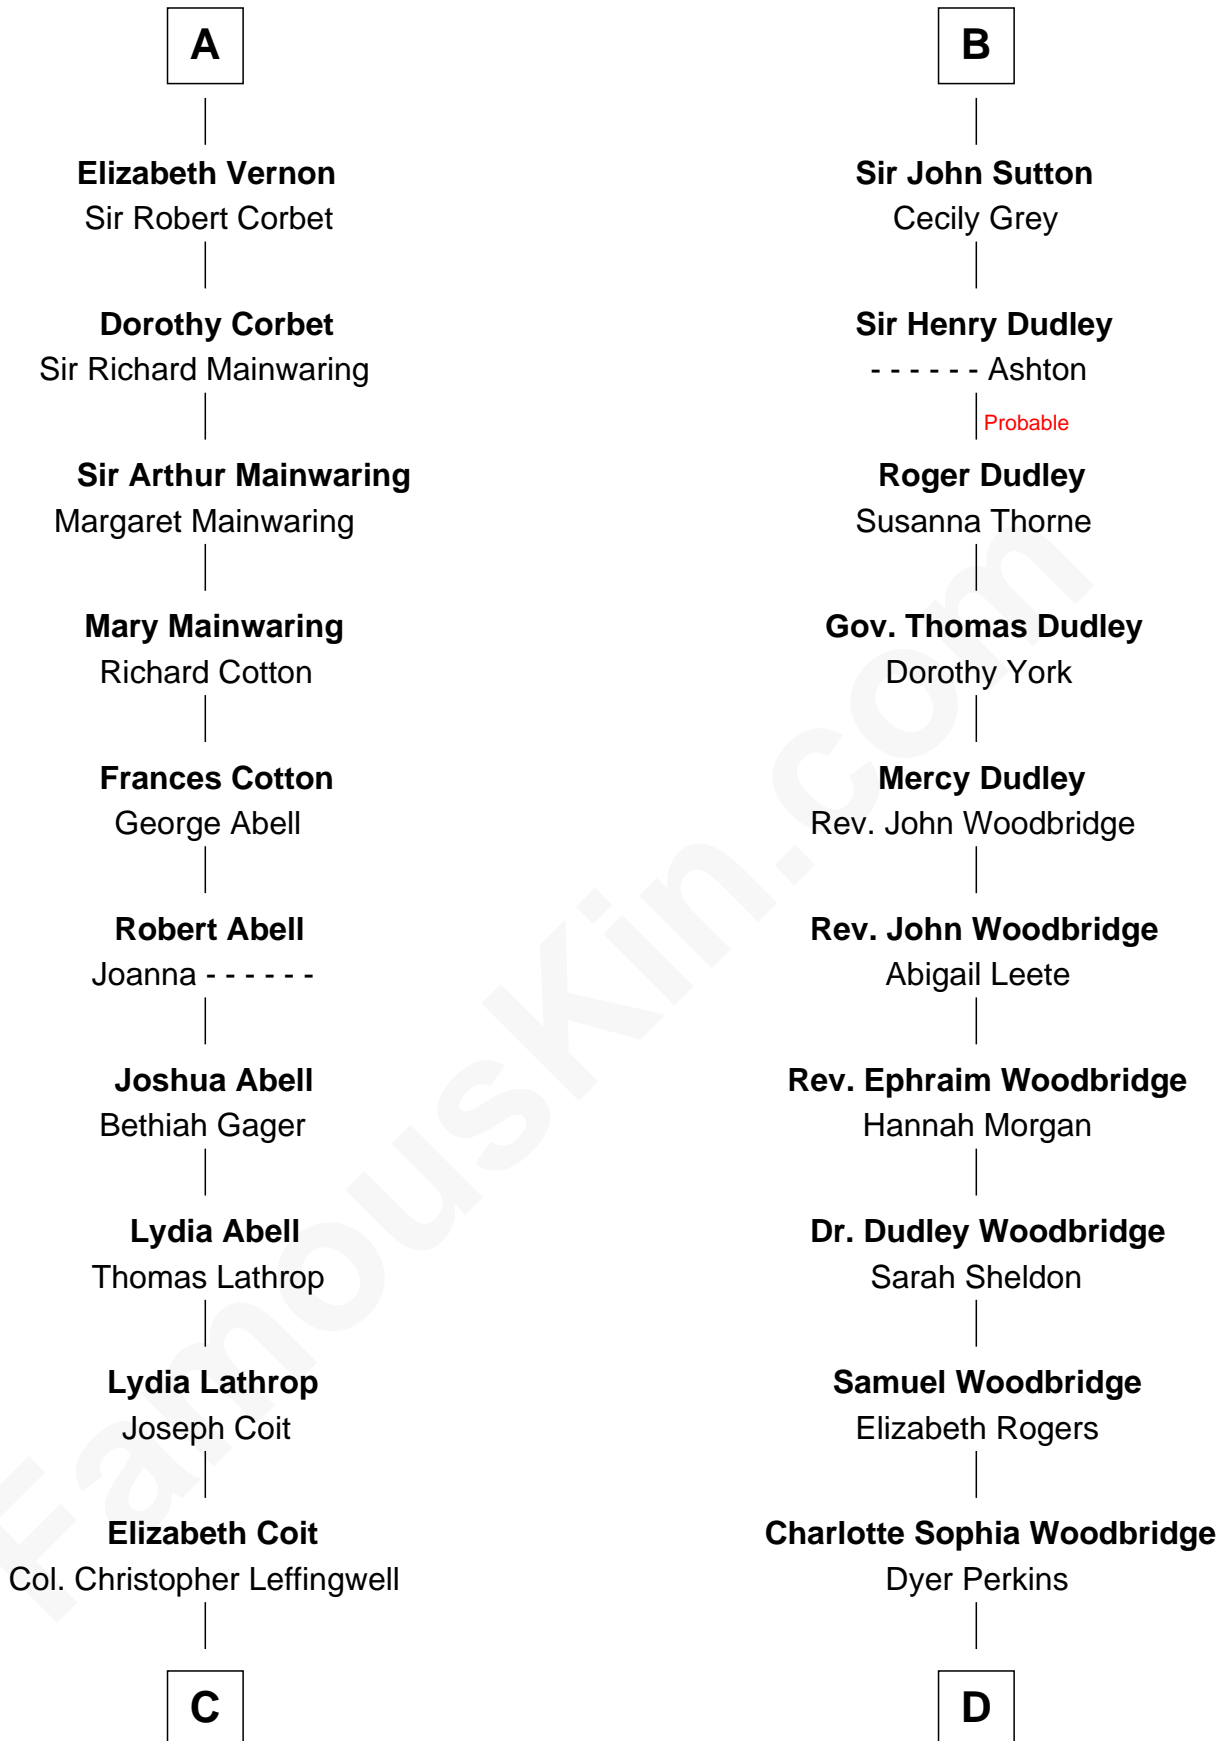 A
Elizabeth Vernon
Sir Robert Corbet
Dorothy Corbet
Sir Richard Mainwaring
Sir Arthur Mainwaring
Margaret Mainwaring
Mary Mainwaring
Richard Cotton
Frances Cotton
George Abell
Robert Abell
Joanna - - - - - -
Joshua Abell
Bethiah Gager
Lydia Abell
Thomas Lathrop
Lydia Lathrop
Joseph Coit
Elizabeth Coit
Col. Christopher Leffingwell
C
B
Sir John Sutton
Cecily Grey
Sir Henry Dudley
- - - - - - Ashton
Probable
Roger Dudley
Susanna Thorne
Gov. Thomas Dudley
Dorothy York
Mercy Dudley
Rev. John Woodbridge
Rev. John Woodbridge
Abigail Leete
Rev. Ephraim Woodbridge
Hannah Morgan
Dr. Dudley Woodbridge
Sarah Sheldon
Samuel Woodbridge
Elizabeth Rogers
Charlotte Sophia Woodbridge
Dyer Perkins
D
FamousKin.com